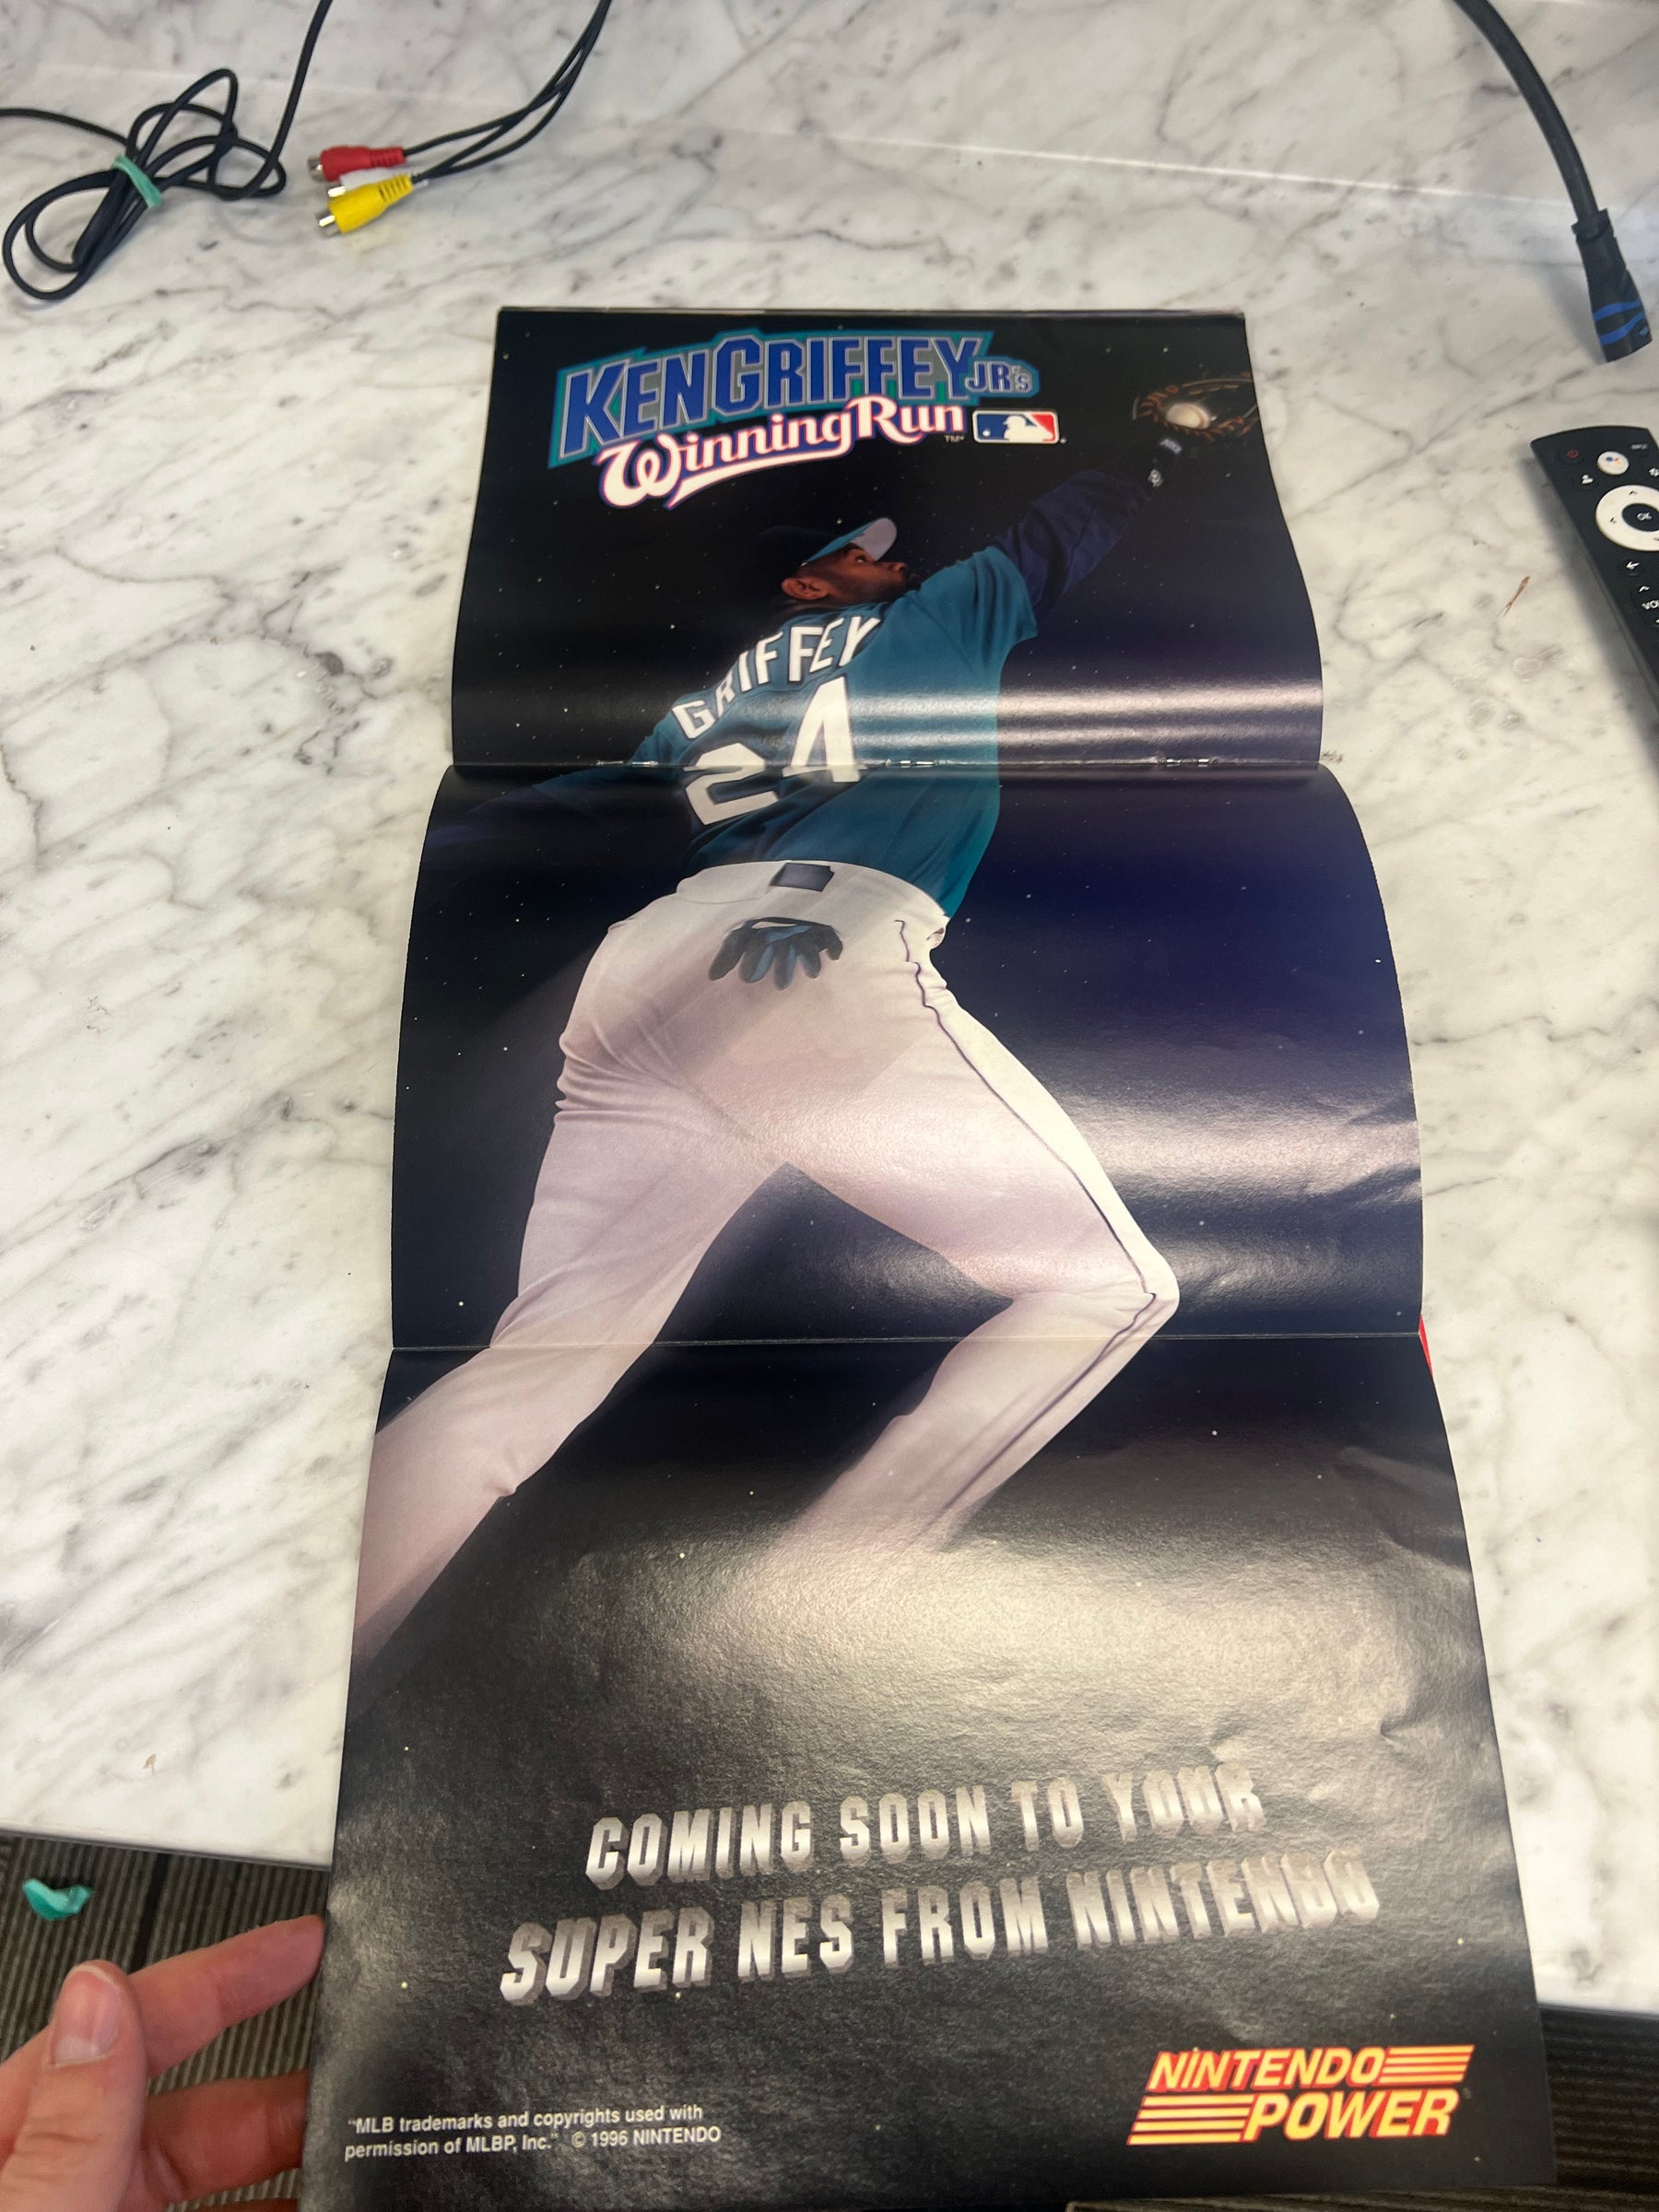 KEN GRIFFEY JR'S
Winning Run ™
GRIFFEY
24
COMING SOON TO YOUR
SUPER NES FROM NINTENDO
NINTENDO
POWER
"MLB trademarks and copyrights used with
permission of MLBP, Inc." © 1996 NINTENDO
OK